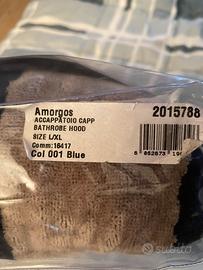 Amorgos 2015788
ACCAPPATOIO CAPP
BATHROBE HOOD
SIZE L/XL
Comm:16417
Col 001 Blue
subito